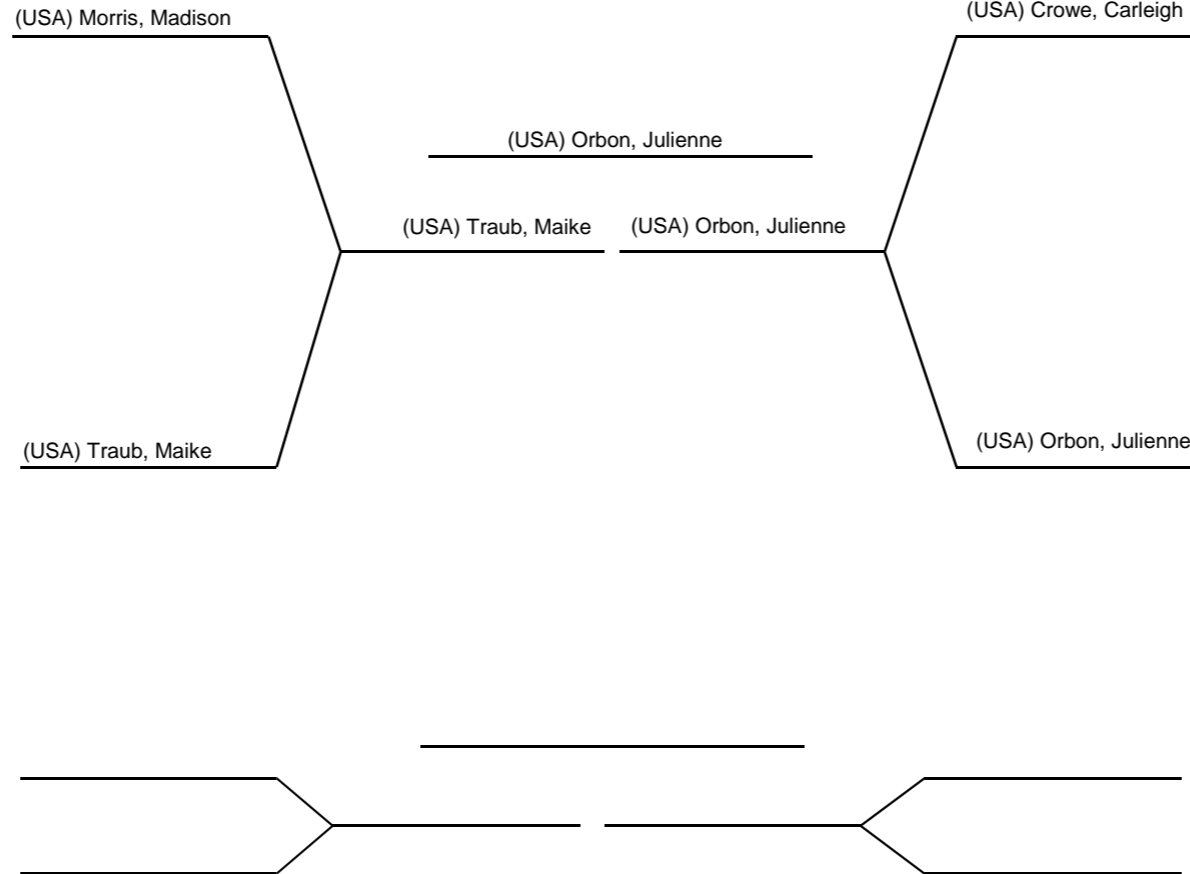 (USA) Morris, Madison
(USA) Crowe, Carleigh
(USA) Orbon, Julienne
(USA) Traub, Maike
(USA) Orbon, Julienne
(USA) Traub, Maike
(USA) Orbon, Julienne